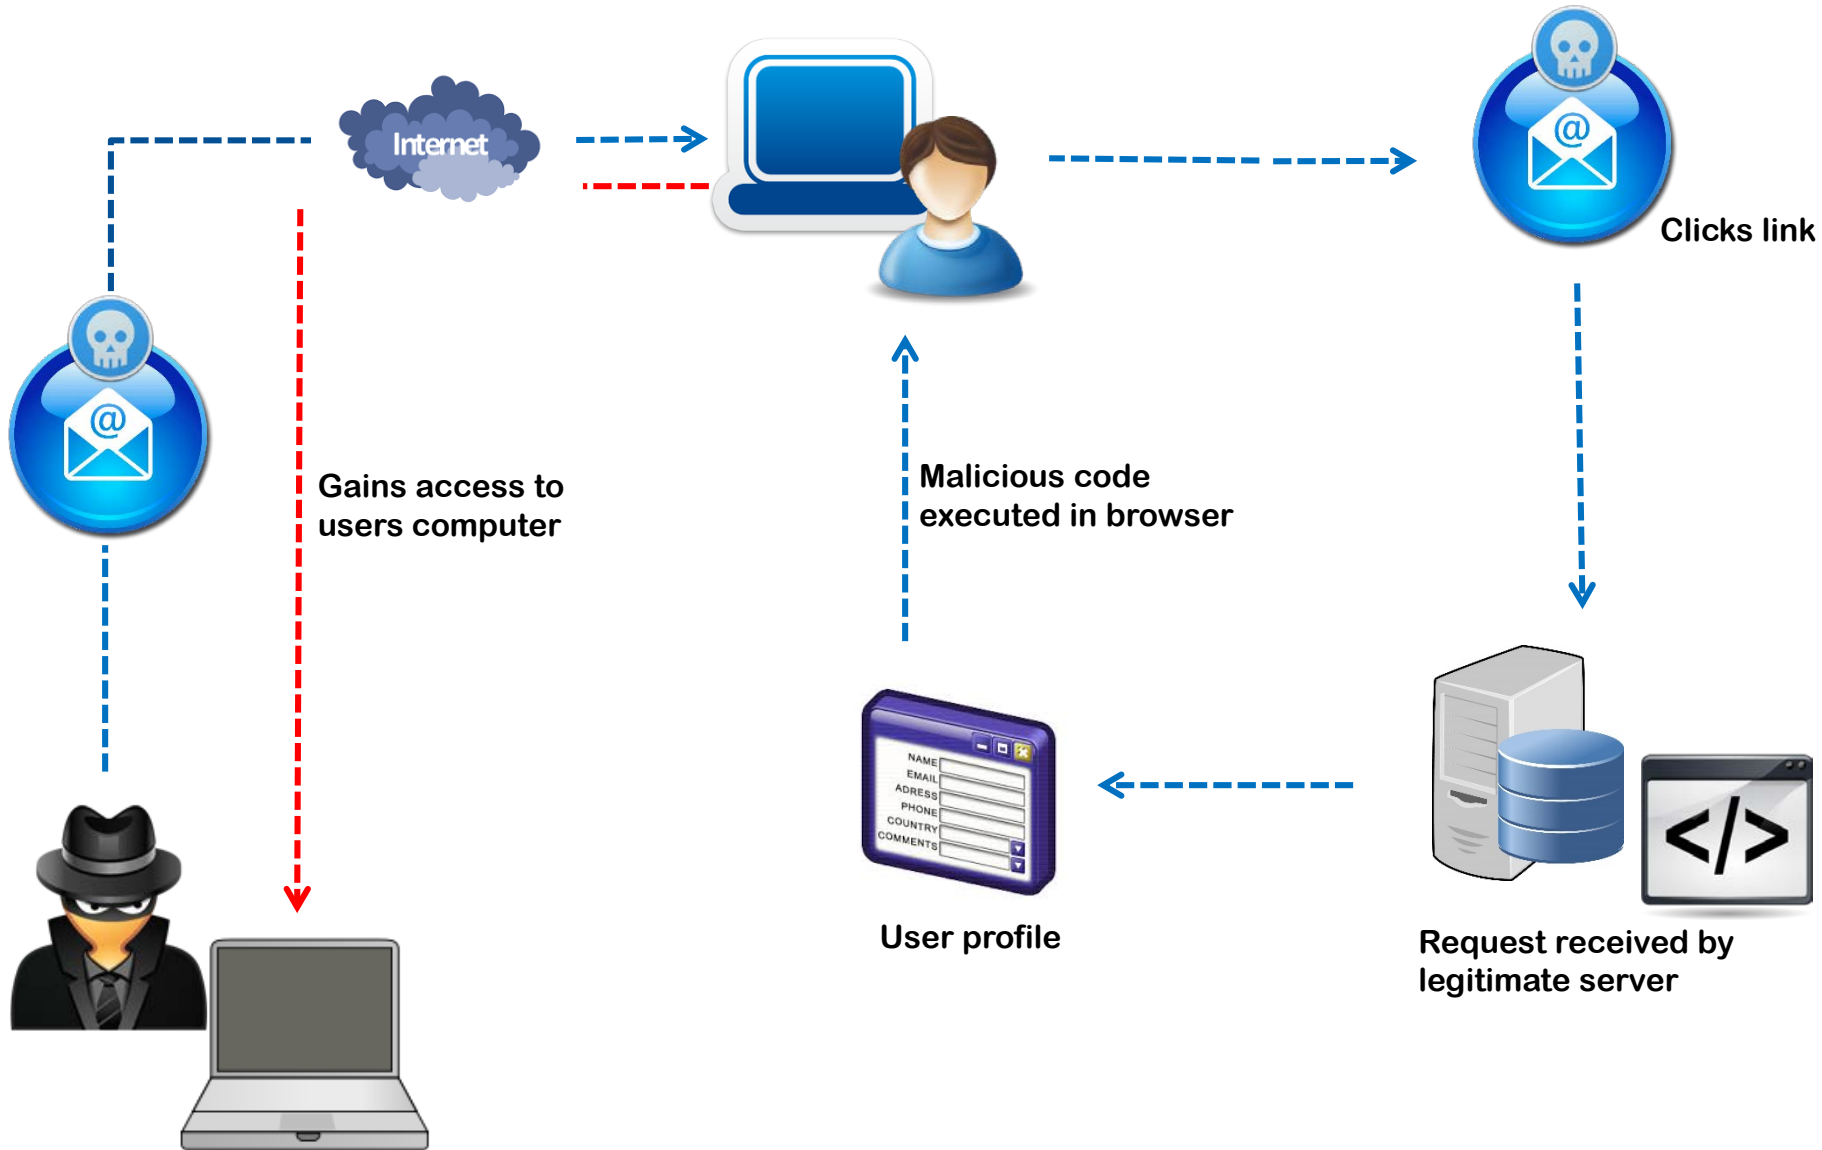 Internet
@
Clicks link
@
Gains access to
users computer
Malicious code
executed in browser
NAME
EMAIL
ADRESS
PHONE
COUNTRY
COMMENTS
</>
User profile
Request received by
legitimate server